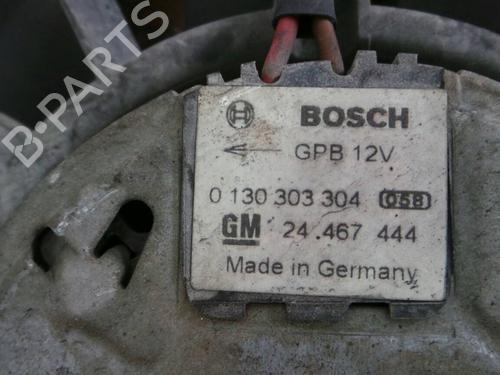 B-PARTS
BOSCH
GPB 12V
0 130 303 304 058
GM 24.467 444
Made in Germany